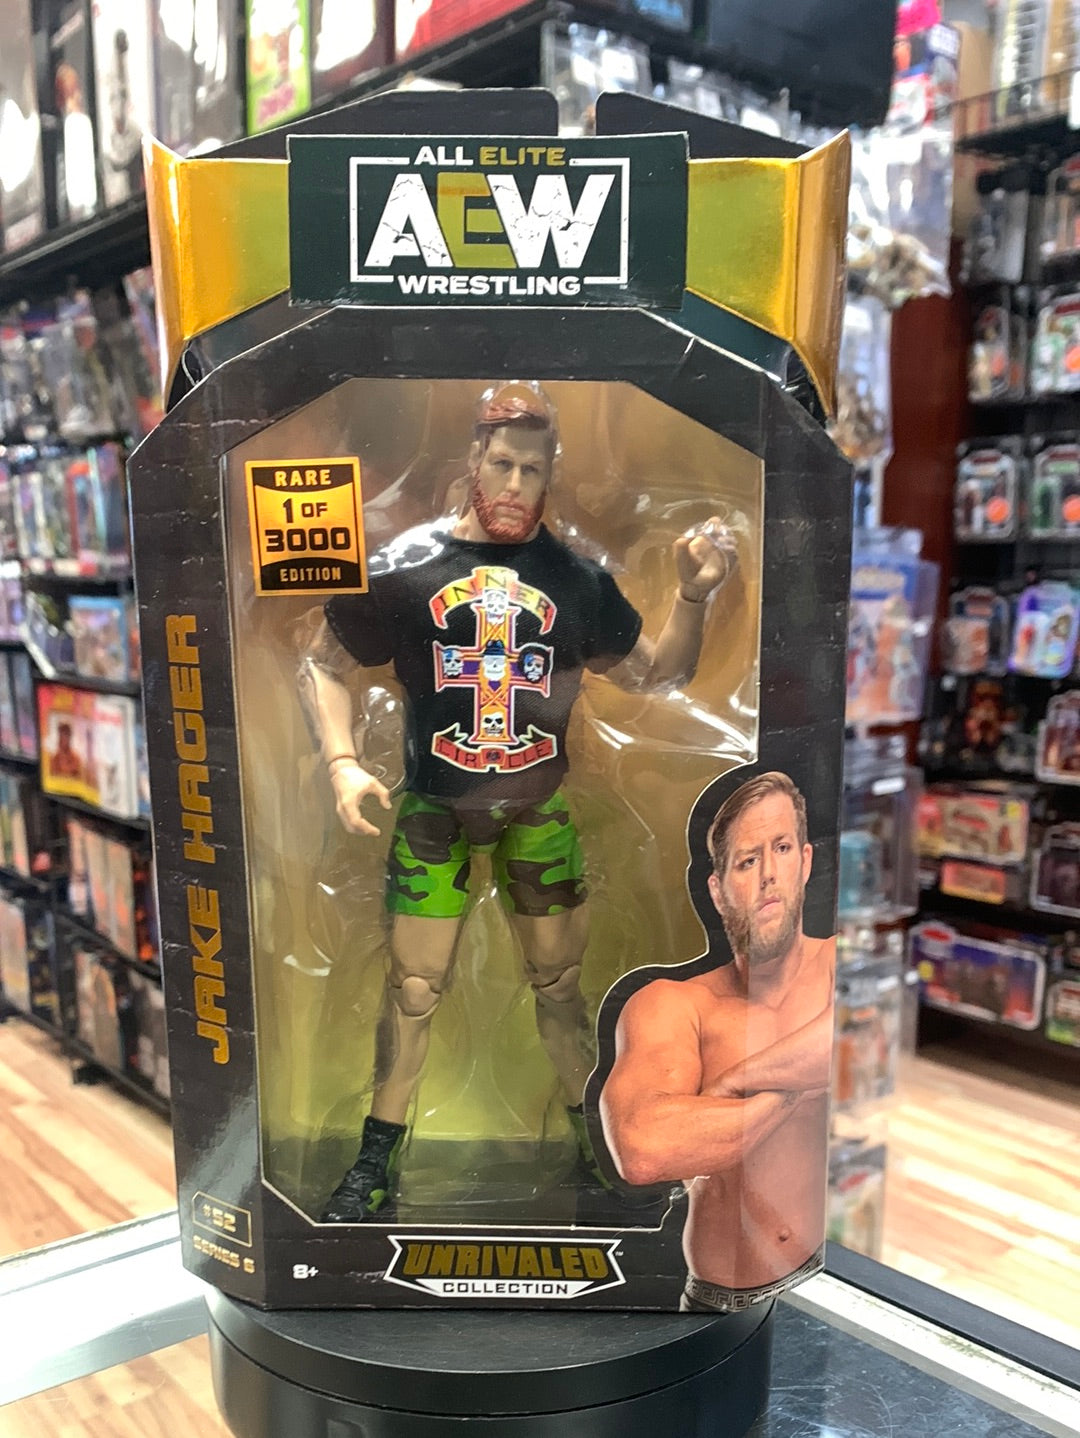 ALL ELITE
AEW
WRESTLING
RARE
1 OF
3000
EDITION
INNER
CIRCLE
JAKE HAGER
#52
SERIES 6
8+
UNRIVALED
COLLECTION